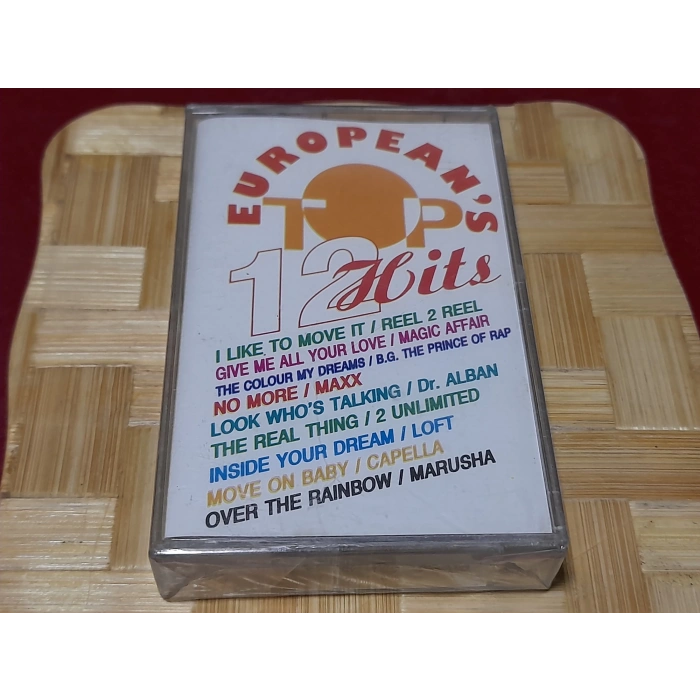 EUROPEAN'S
TOP
12 Hits
I LIKE TO MOVE IT / REEL 2 REEL
GIVE ME ALL YOUR LOVE / MAGIC AFFAIR
THE COLOUR MY DREAMS / B.G. THE PRINCE OF RAP
NO MORE / MAXX
LOOK WHO'S TALKING / Dr. ALBAN
THE REAL THING / 2 UNLIMITED
INSIDE YOUR DREAM / LOFT
MOVE ON BABY / CAPELLA
OVER THE RAINBOW / MARUSHA